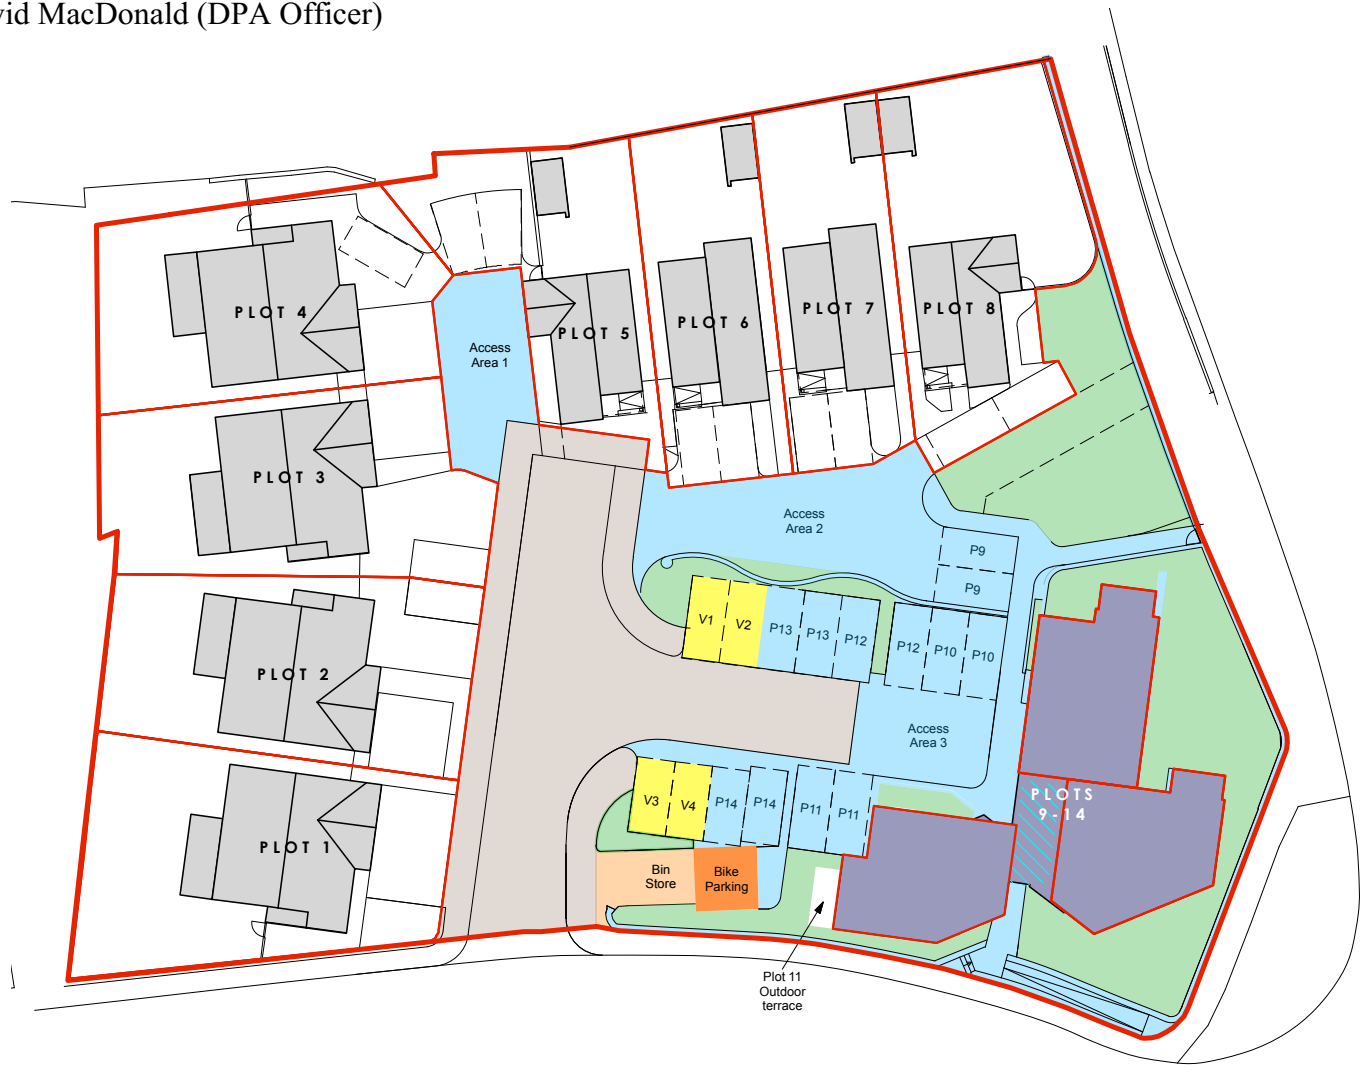 vid MacDonald (DPA Officer)
PLOT 4
Access
Area 1
PLOT 5
PLOT 6
PLOT 7
PLOT 8
PLOT 3
Access
Area 2
P9
P9
PLOT 2
V1
V2
P13
P13
P12
P12
P10
P10
Access
Area 3
PLOT 1
V3
V4
P14
P14
P11
P11
PLOTS
9-14
Bin
Store
Bike
Parking
Plot 11
Outdoor
terrace